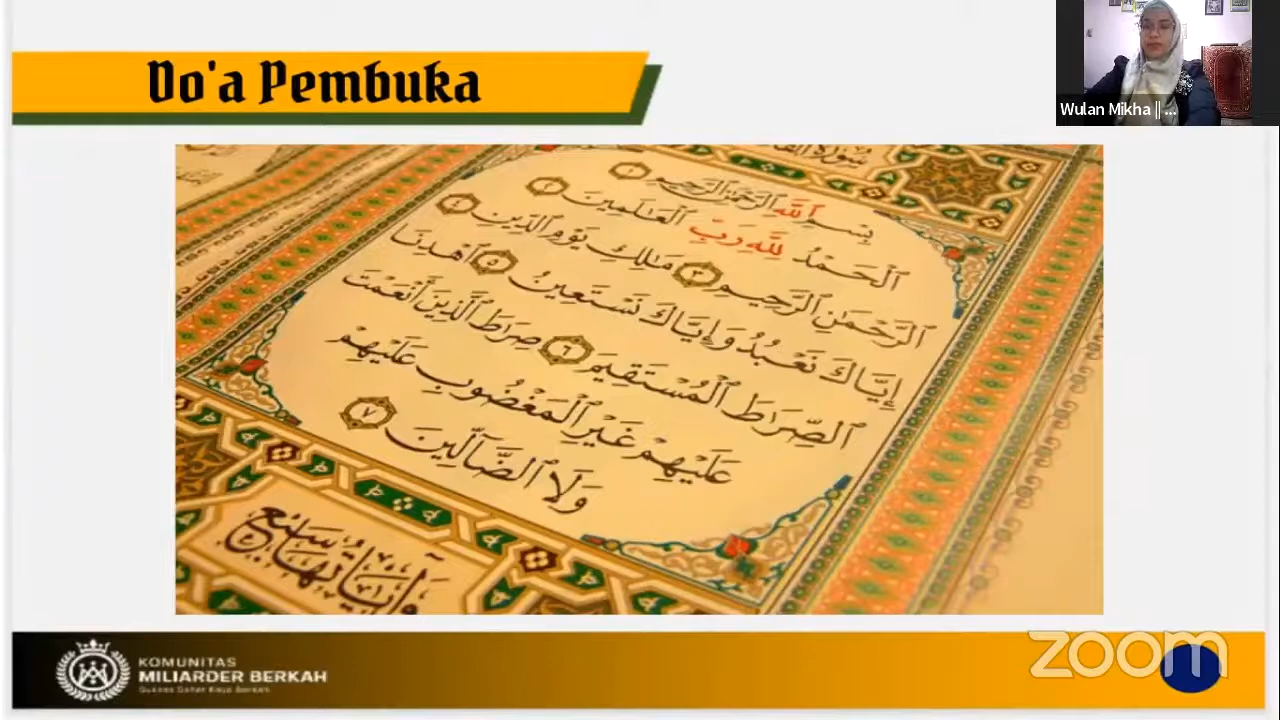 Do'a Pembuka
Wulan Mikha || ...
بِسْمِ ٱللَّهِ ٱلرَّحْمَٰنِ ٱلرَّحِيمِ ١
ٱلْحَمْدُ لِلَّهِ رَبِّ ٱلْعَٰلَمِينَ ٢
ٱلرَّحْمَٰنِ ٱلرَّحِيمِ ٣ مَٰلِكِ يَوْمِ ٱلدِّينِ ٤
إِيَّاكَ نَعْبُدُ وَإِيَّاكَ نَسْتَعِينُ ٥ ٱهْدِنَا
ٱلصِّرَٰطَ ٱلْمُسْتَقِيمَ ٦ صِرَٰطَ ٱلَّذِينَ أَنْعَمْتَ
عَلَيْهِمْ غَيْرِ ٱلْمَغْضُوبِ عَلَيْهِمْ
وَلَا ٱلضَّآلِّينَ ٧
وَآيَاتُهَا سَبْعٌ
KOMUNITAS
MILIARDER BERKAH
zoom